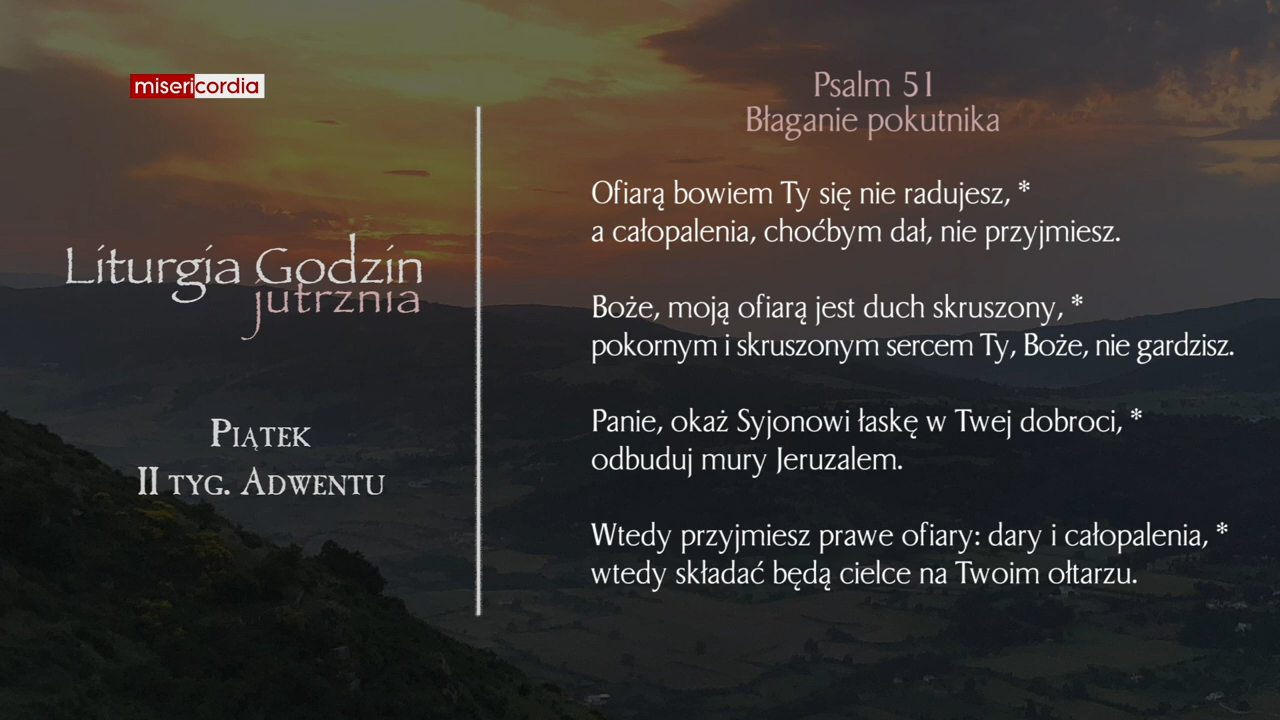 misericordia
Liturgia Godzin
jutrznia
Piątek
II tyg. Adwentu
Psalm 51
Błaganie pokutnika
Ofiarą bowiem Ty się nie radujesz, *
a całopalenia, choćbym dał, nie przyjmiesz.
Boże, moją ofiarą jest duch skruszony, *
pokornym i skruszonym sercem Ty, Boże, nie gardzisz.
Panie, okaż Syjonowi łaskę w Twej dobroci, *
odbuduj mury Jeruzalem.
Wtedy przyjmiesz prawe ofiary: dary i całopalenia, *
wtedy składać będą cielce na Twoim ołtarzu.